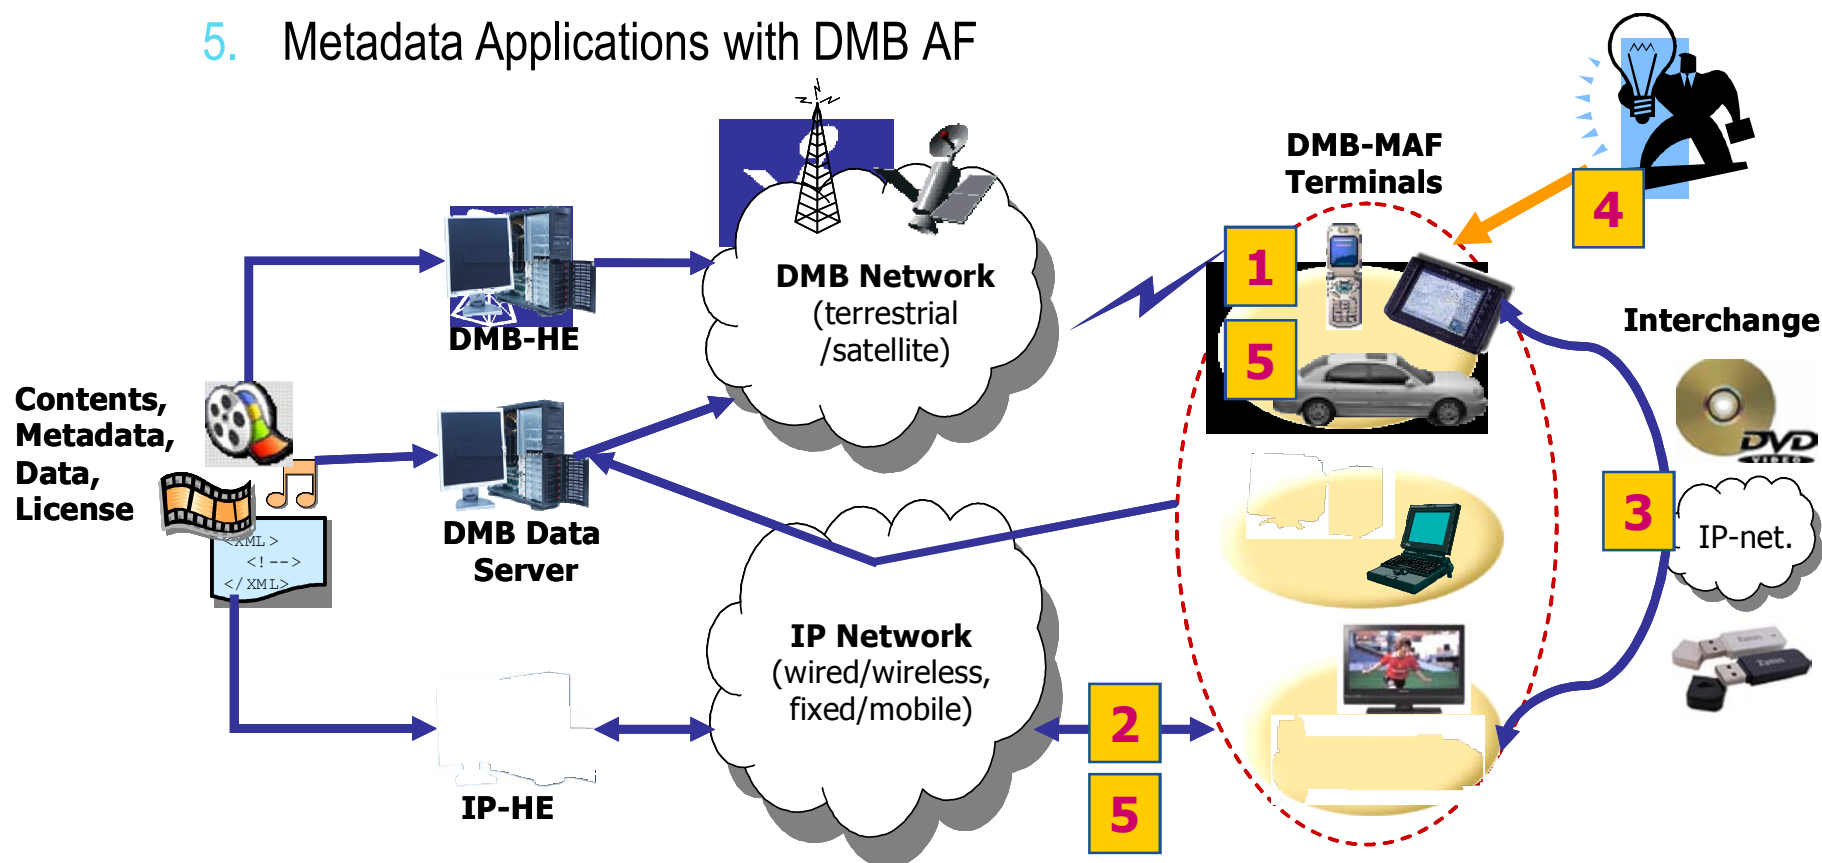 5. Metadata Applications with DMB AF
DMB-MAF
Terminals
4
1
DMB Network
(terrestrial
/satellite)
DMB-HE
5
Interchange
DVD
VIDEO
Contents,
Metadata,
Data,
License
<XML>
<!-->
</XML>
DMB Data
Server
3
IP-net.
IP Network
(wired/wireless,
fixed/mobile)
2
IP-HE
5